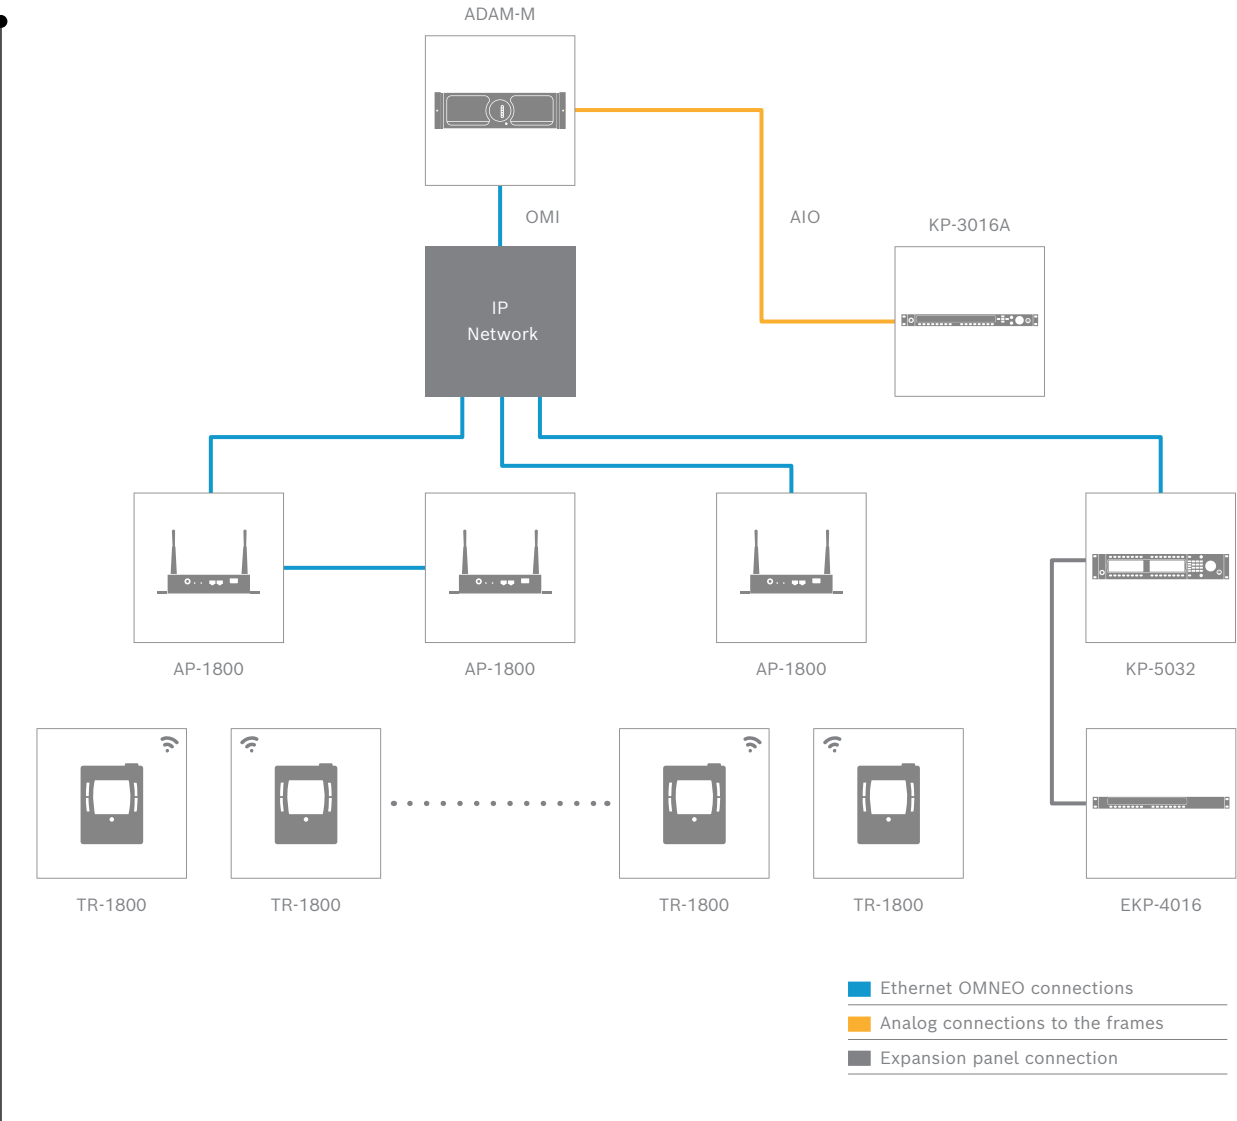 ADAM-M
OMI
AIO
KP-3016A
IP
Network
AP-1800
AP-1800
AP-1800
KP-5032
TR-1800
TR-1800
TR-1800
TR-1800
EKP-4016
Ethernet OMNEO connections
Analog connections to the frames
Expansion panel connection